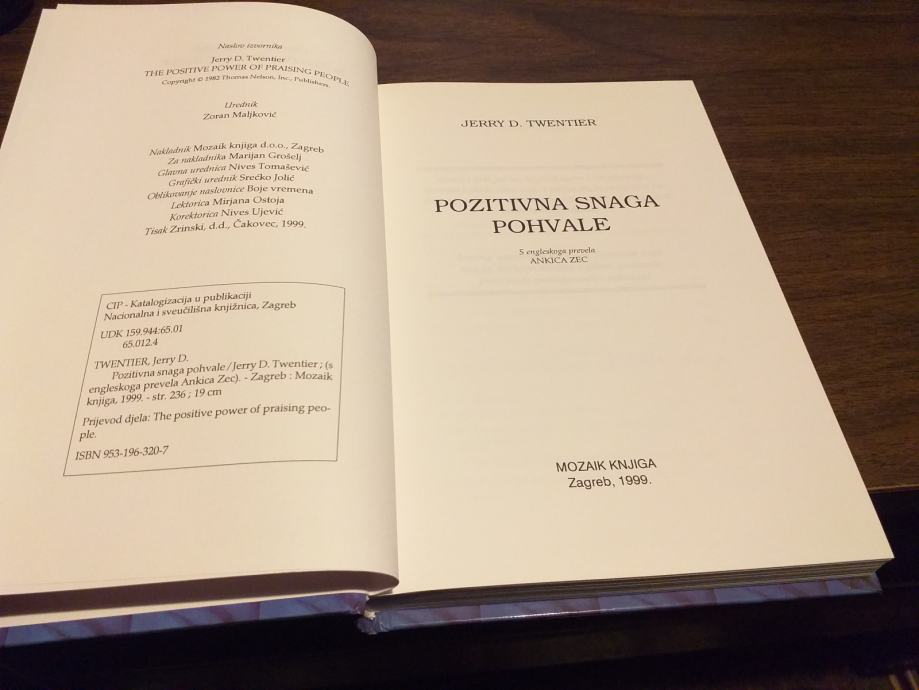 Naslov izvornika
Jerry D. Twentier
THE POSITIVE POWER OF PRAISING PEOPLE
Copyright © 1982 Thomas Nelson, Inc., Publishers.
Urednik
Zoran Maljković
Nakladnik Mozaik knjiga d.o.o., Zagreb
Za nakladnika Marijan Grošelj
Glavna urednica Nives Tomašević
Grafički urednik Srećko Jolić
Oblikovanje naslovnice Boje vremena
Lektorica Mirjana Ostoja
Korektorica Nives Ujević
Tisak Zrinski, d.d., Čakovec, 1999.
CIP - Katalogizacija u publikaciji
Nacionalna i sveučilišna knjižnica, Zagreb
UDK 159.944:65.01
65.012.4
TWENTIER, Jerry D.
Pozitivna snaga pohvale / Jerry D. Twentier ; (s
engleskoga prevela Ankica Zec). - Zagreb : Mozaik
knjiga, 1999. - str. 236 ; 19 cm
Prijevod djela: The positive power of praising peo-
ple.
ISBN 953-196-320-7
JERRY D. TWENTIER
POZITIVNA SNAGA
POHVALE
S engleskoga prevela
ANKICA ZEC
MOZAIK KNJIGA
Zagreb, 1999.